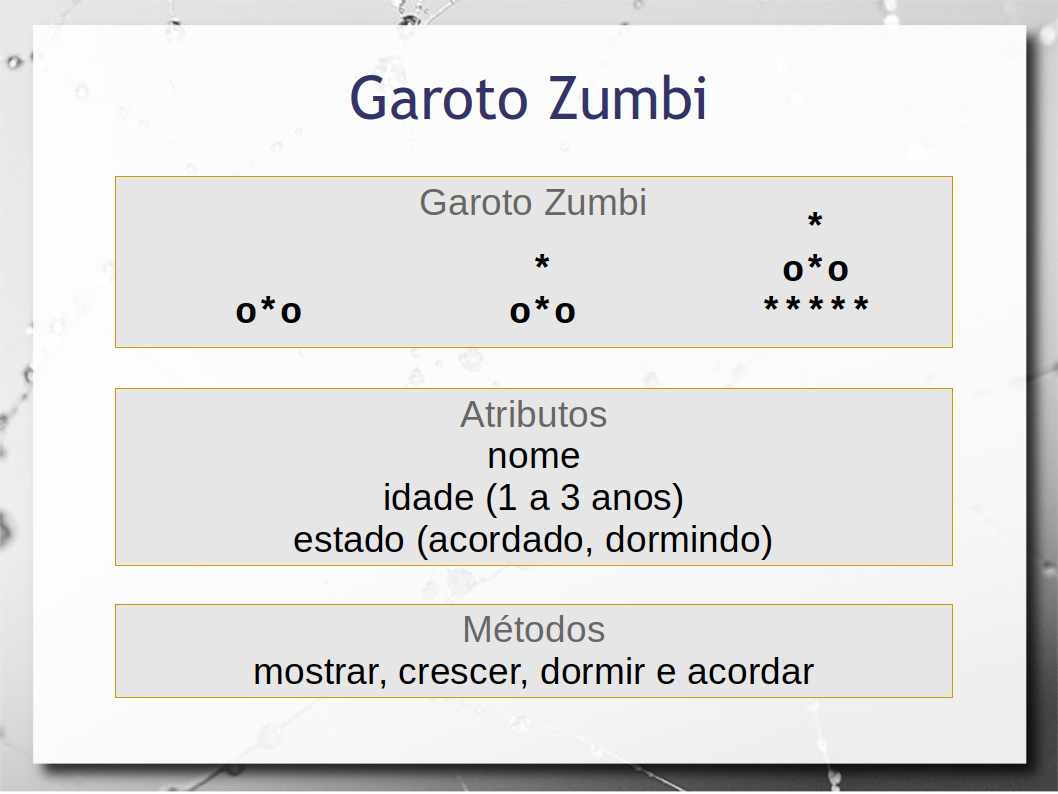 Garoto Zumbi
Garoto Zumbi
*
* o*o
o*o o*o *****
Atributos
nome
idade (1 a 3 anos)
estado (acordado, dormindo)
Métodos
mostrar, crescer, dormir e acordar